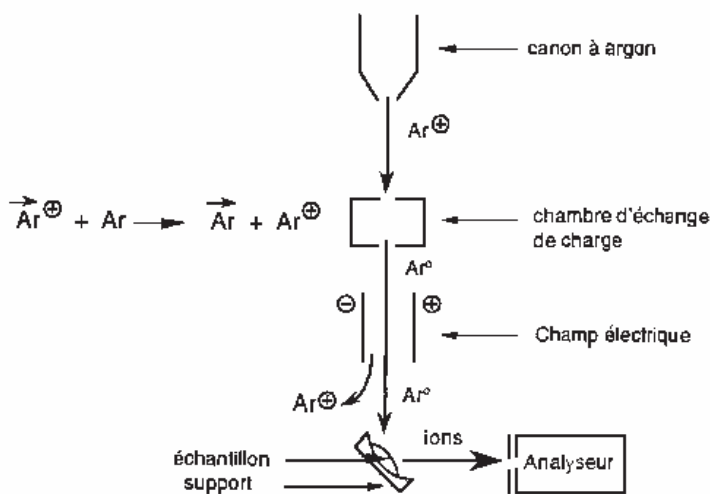 canon à argon
Ar⊕
Ar⊕ + Ar → Ar + Ar⊕
chambre d'échange
de charge
Ar°
⊖ ⊕
Champ électrique
Ar⊕
Ar°
ions
échantillon
support
Analyseur